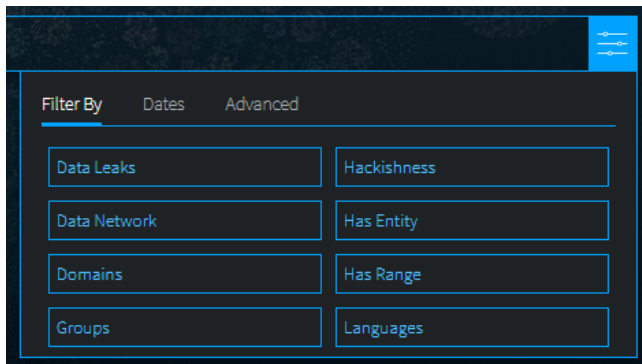 Filter By Dates Advanced
Data Leaks Hackishness
Data Network Has Entity
Domains Has Range
Groups Languages